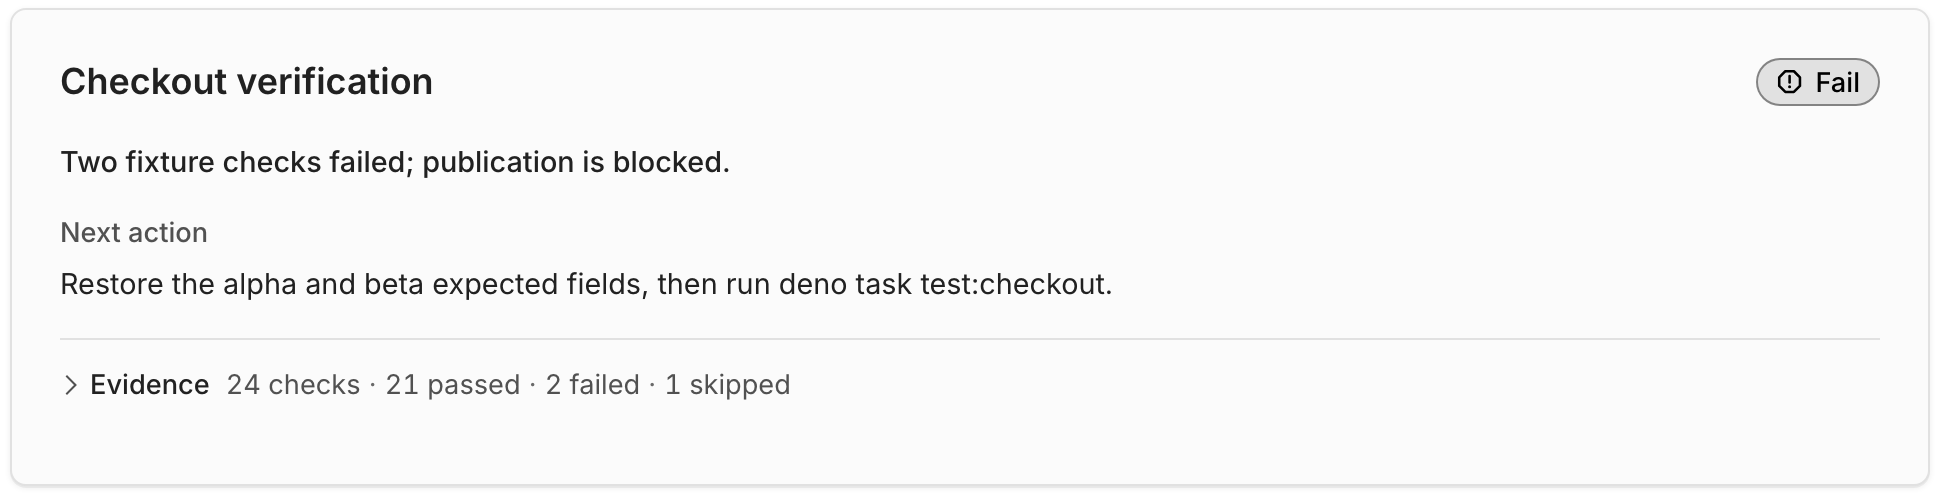 Checkout verification
Fail
Two fixture checks failed; publication is blocked.
Next action
Restore the alpha and beta expected fields, then run deno task test:checkout.
Evidence 24 checks · 21 passed · 2 failed · 1 skipped